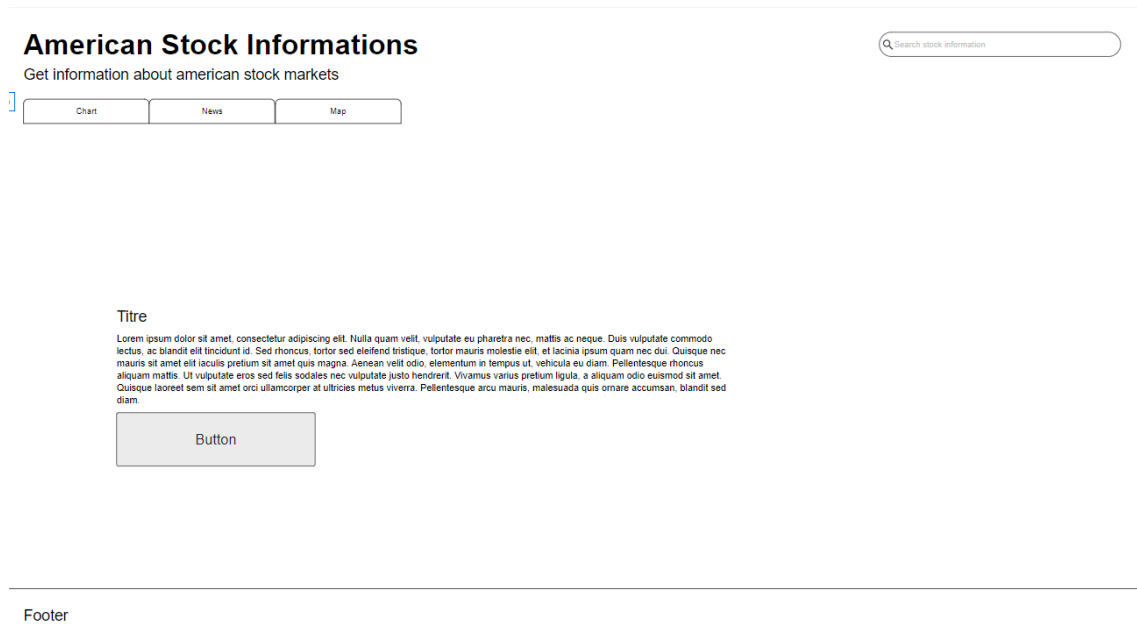 American Stock Informations
Search stock information
Get information about american stock markets
Chart News Map
Titre
Lorem ipsum dolor sit amet, consectetur adipiscing elit. Nulla quam velit, vulputate eu pharetra nec, mattis ac neque. Duis vulputate commodo
lectus, ac blandit elit tincidunt id. Sed rhoncus, tortor sed eleifend tristique, tortor mauris molestie elit, et lacinia ipsum quam nec dui. Quisque nec
mauris sit amet elit iaculis pretium sit amet quis magna. Aenean velit odio, elementum in tempus ut, vehicula eu diam. Pellentesque rhoncus
aliquam mattis. Ut vulputate eros sed felis sodales nec vulputate justo hendrerit. Vivamus varius pretium ligula, a aliquam odio euismod sit amet.
Quisque laoreet sem sit amet orci ullamcorper at ultricies metus viverra. Pellentesque arcu mauris, malesuada quis ornare accumsan, blandit sed
diam.
Button
Footer